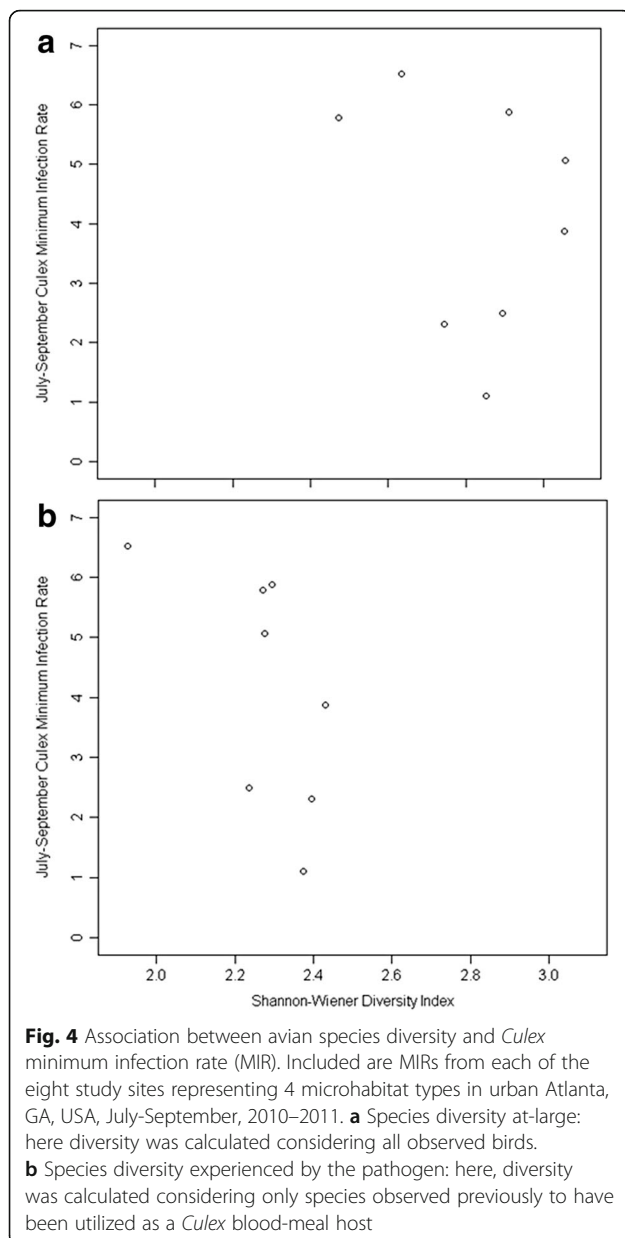 a
July-September Culex Minimum Infection Rate
7
6
5
4
3
2
1
0
b
July-September Culex Minimum Infection Rate
7
6
5
4
3
2
1
0
2.0 2.2 2.4 2.6 2.8 3.0
Shannon-Wiener Diversity Index
Fig. 4 Association between avian species diversity and Culex
minimum infection rate (MIR). Included are MIRs from each of the
eight study sites representing 4 microhabitat types in urban Atlanta,
GA, USA, July-September, 2010–2011. a Species diversity at-large:
here diversity was calculated considering all observed birds.
b Species diversity experienced by the pathogen: here, diversity
was calculated considering only species observed previously to have
been utilized as a Culex blood-meal host